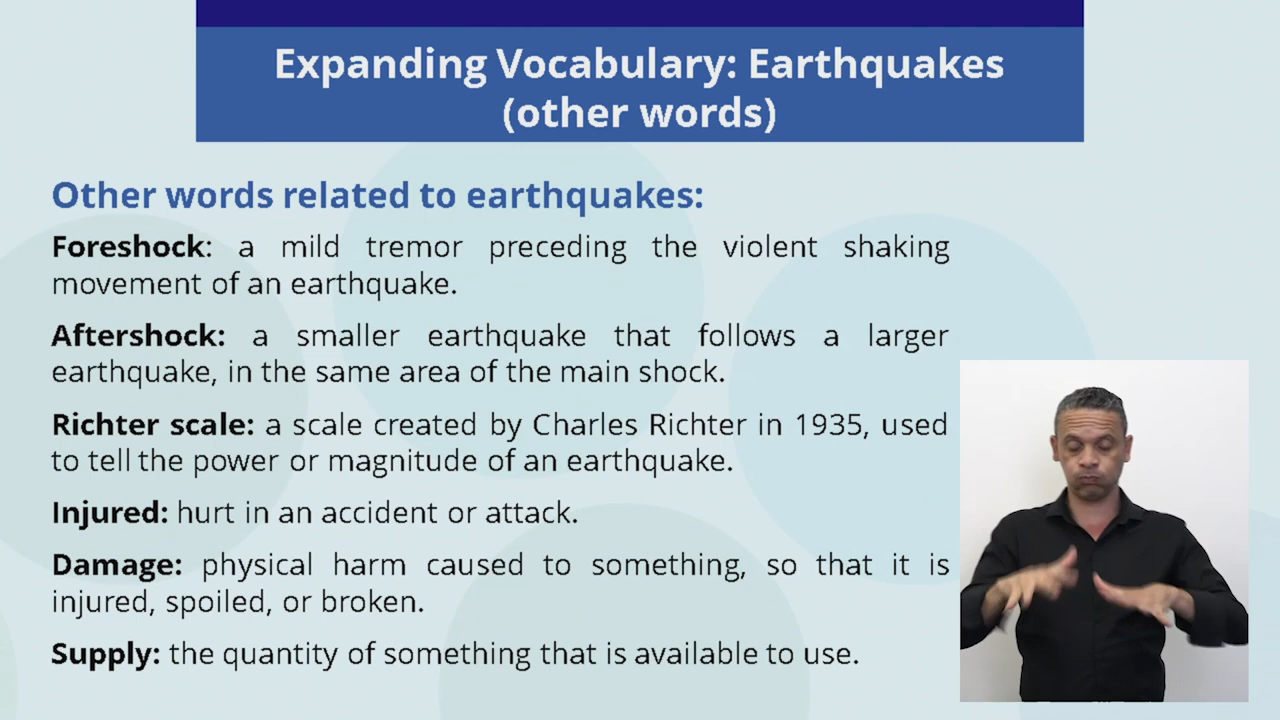 Expanding Vocabulary: Earthquakes
(other words)
Other words related to earthquakes:
Foreshock: a mild tremor preceding the violent shaking
movement of an earthquake.
Aftershock: a smaller earthquake that follows a larger
earthquake, in the same area of the main shock.
Richter scale: a scale created by Charles Richter in 1935, used
to tell the power or magnitude of an earthquake.
Injured: hurt in an accident or attack.
Damage: physical harm caused to something, so that it is
injured, spoiled, or broken.
Supply: the quantity of something that is available to use.